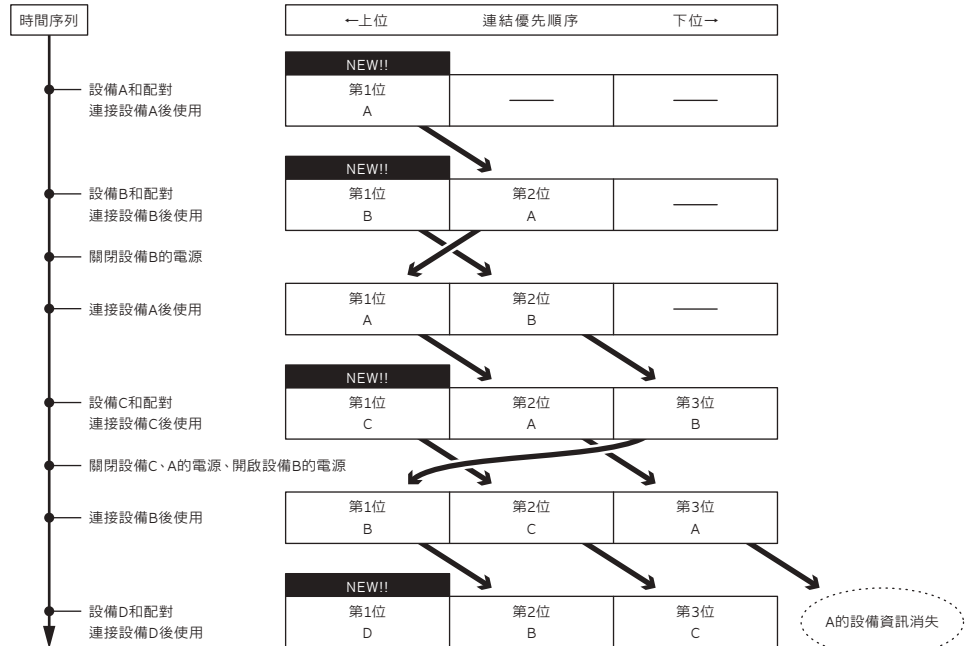 時間序列
←上位 連結優先順序 下位→
NEW!!
設備A和配對
連接設備A後使用
第1位
A
NEW!!
設備B和配對
連接設備B後使用
第1位 第2位
B A
關閉設備B的電源
連接設備A後使用
第1位 第2位
A B
NEW!!
設備C和配對
連接設備C後使用
第1位 第2位 第3位
C A B
關閉設備C、A的電源、開啟設備B的電源
連接設備B後使用
第1位 第2位 第3位
B C A
NEW!!
設備D和配對
連接設備D後使用
第1位 第2位 第3位
D B C
A的設備資訊消失